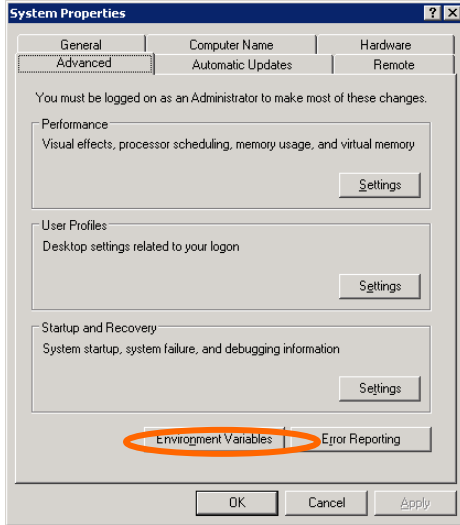 System Properties
General Computer Name Hardware
Advanced Automatic Updates Remote
You must be logged on as an Administrator to make most of these changes.
Performance
Visual effects, processor scheduling, memory usage, and virtual memory
Settings
User Profiles
Desktop settings related to your logon
Settings
Startup and Recovery
System startup, system failure, and debugging information
Settings
Environment Variables Error Reporting
OK Cancel Apply